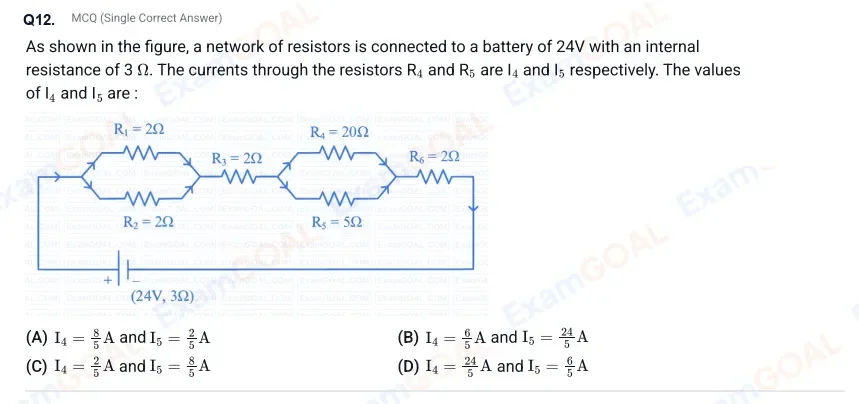 Q12. MCQ (Single Correct Answer)
As shown in the figure, a network of resistors is connected to a battery of 24V with an internal
resistance of 3 Ω. The currents through the resistors R₄ and R₅ are I₄ and I₅ respectively. The values
of I₄ and I₅ are :
R₁ = 2Ω
R₄ = 20Ω
R₃ = 2Ω
R₆ = 2Ω
R₂ = 2Ω
R₅ = 5Ω
+ −
(24V, 3Ω)
(A) I₄ = 8/5 A and I₅ = 2/5 A
(B) I₄ = 6/5 A and I₅ = 24/5 A
(C) I₄ = 2/5 A and I₅ = 8/5 A
(D) I₄ = 24/5 A and I₅ = 6/5 A
ExamGOAL